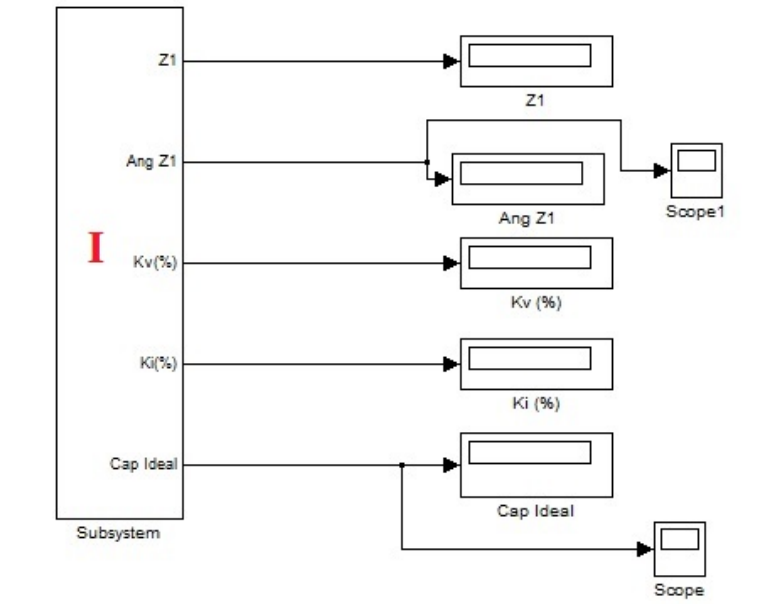 Z1
Z1
Ang Z1
Ang Z1
Scope1
I
Kv(%)
Kv (%)
Ki(%)
Ki (%)
Cap Ideal
Cap Ideal
Subsystem
Scope